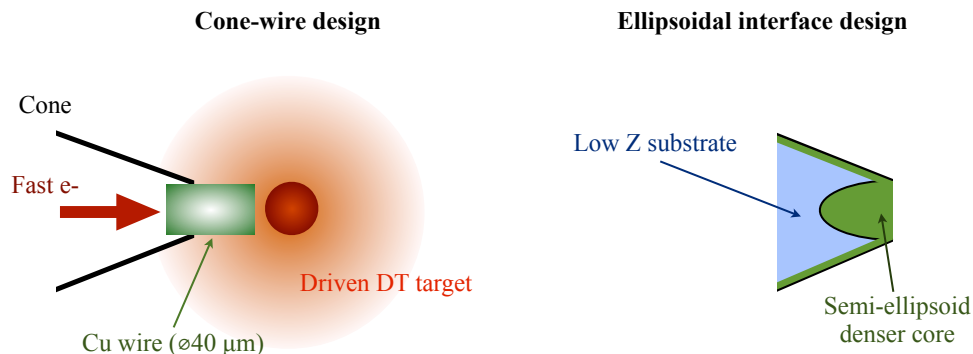 Cone-wire design
Ellipsoidal interface design
Cone
Low Z substrate
Fast e-
Driven DT target
Semi-ellipsoid
denser core
Cu wire (⌀40 μm)